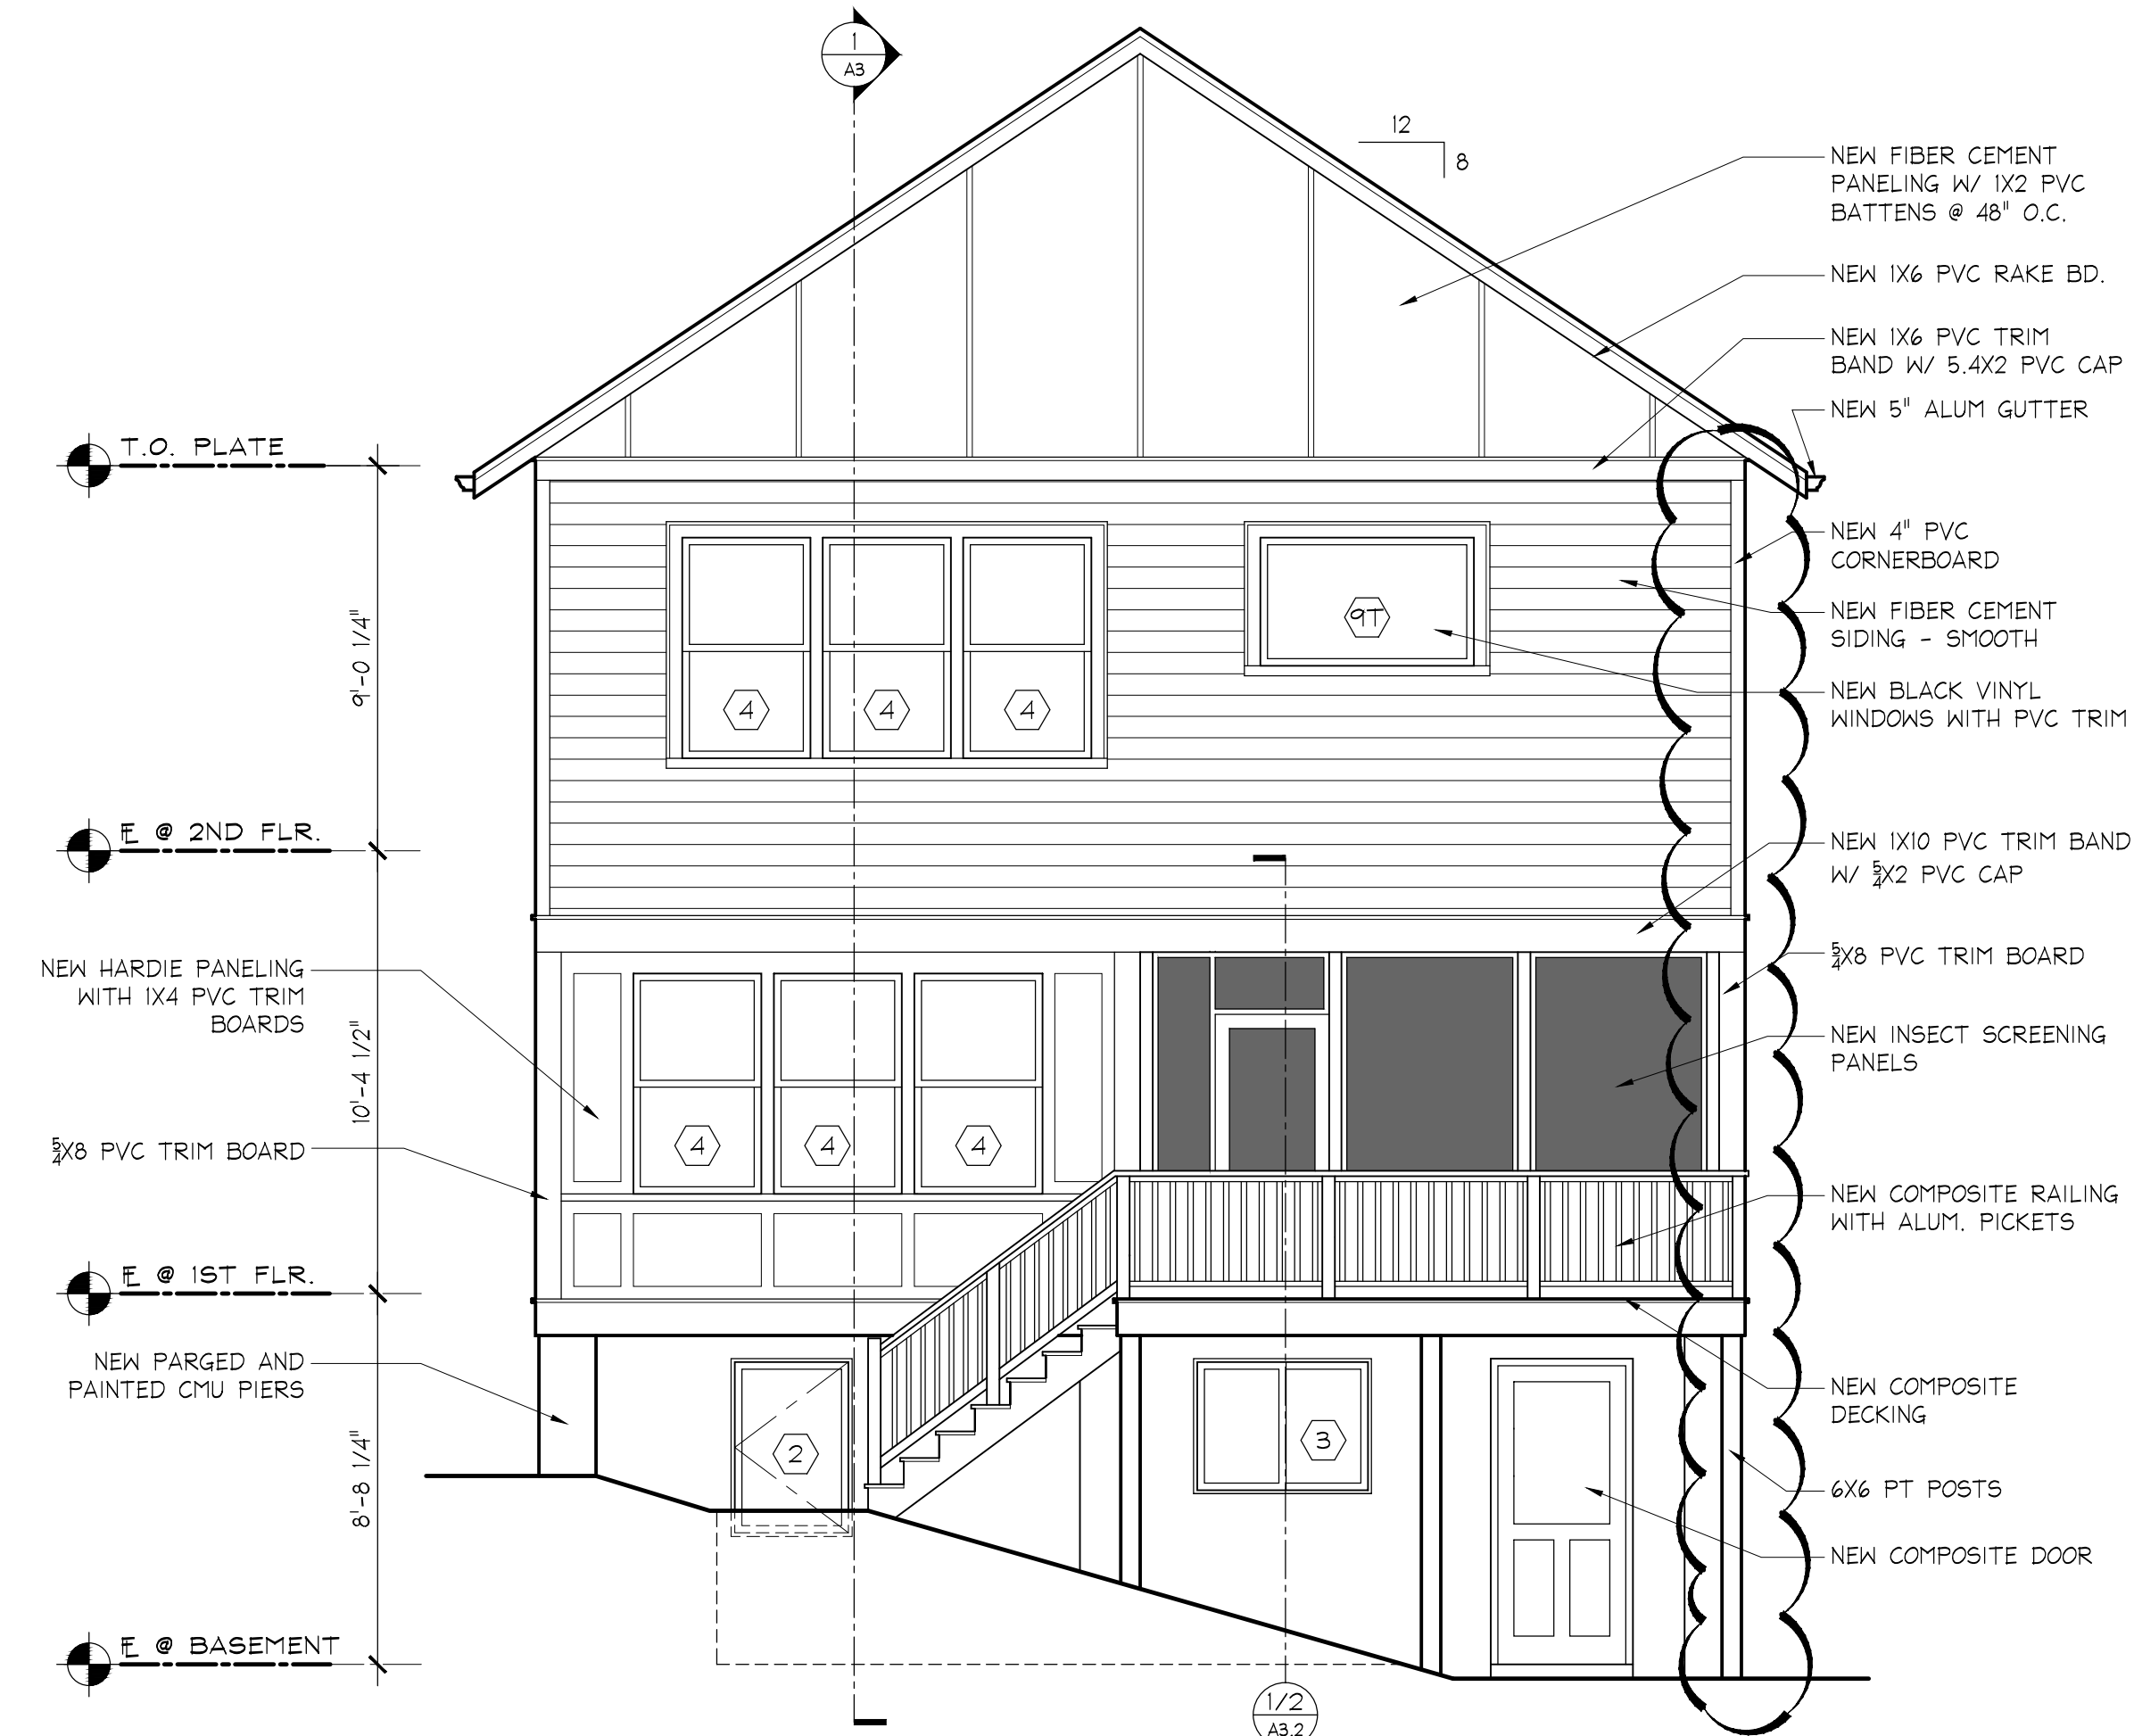 1
A3
12
8
NEW FIBER CEMENT
PANELING W/ 1X2 PVC
BATTENS @ 48" O.C.
NEW 1X6 PVC RAKE BD.
NEW 1X6 PVC TRIM
BAND W/ 5.4X2 PVC CAP
NEW 5" ALUM GUTTER
T.O. PLATE
NEW 4" PVC
CORNERBOARD
NEW FIBER CEMENT
SIDING - SMOOTH
9T
NEW BLACK VINYL
WINDOWS WITH PVC TRIM
4
4
4
9'-0 1/4"
F @ 2ND FLR.
NEW 1X10 PVC TRIM BAND
W/ 5/4X2 PVC CAP
5/4X8 PVC TRIM BOARD
NEW HARDIE PANELING
WITH 1X4 PVC TRIM
BOARDS
10'-4 1/2"
NEW INSECT SCREENING
PANELS
4
4
4
5/4X8 PVC TRIM BOARD
NEW COMPOSITE RAILING
WITH ALUM. PICKETS
F @ 1ST FLR.
NEW PARGED AND
PAINTED CMU PIERS
NEW COMPOSITE
DECKING
8'-8 1/4"
2
3
6X6 PT POSTS
NEW COMPOSITE DOOR
F @ BASEMENT
1/2
A3.2